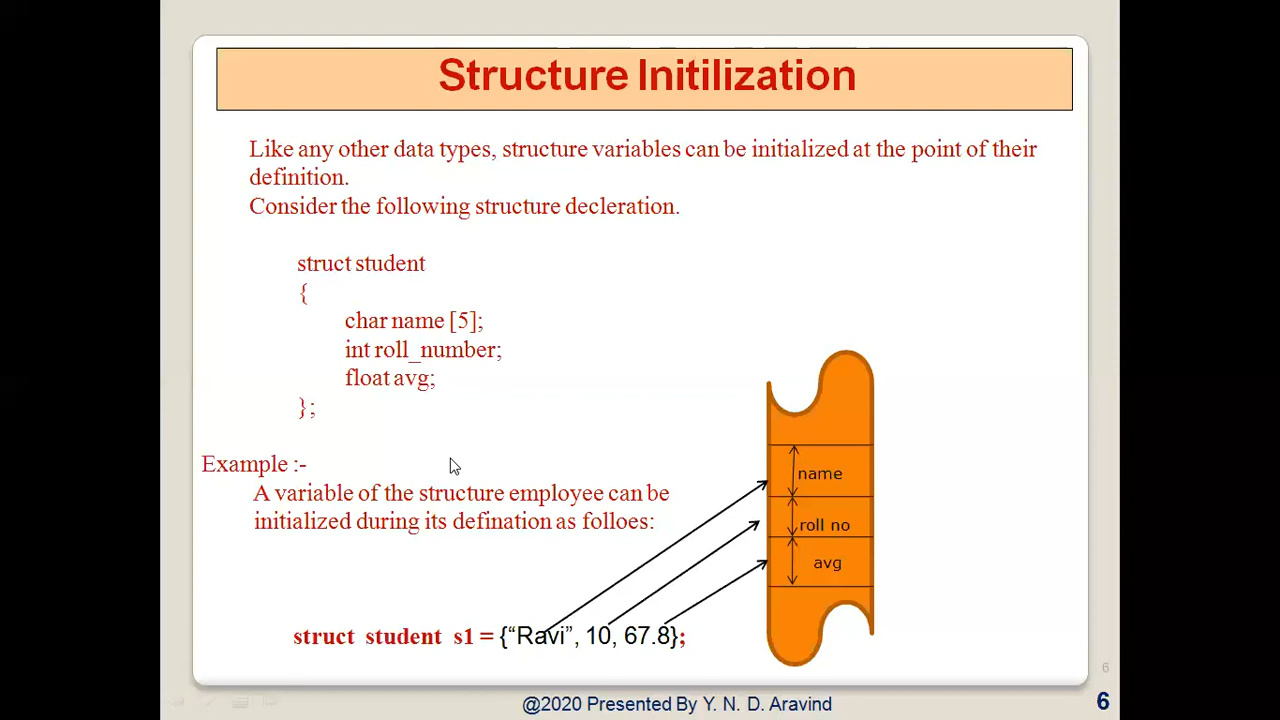 Structure Initilization
Like any other data types, structure variables can be initialized at the point of their
definition.
Consider the following structure decleration.
struct student
{
char name [5];
int roll_number;
float avg;
};
Example :-
A variable of the structure employee can be
initialized during its defination as folloes:
struct student s1 = {“Ravi”, 10, 67.8};
name
roll no
avg
6
@2020 Presented By Y. N. D. Aravind
6